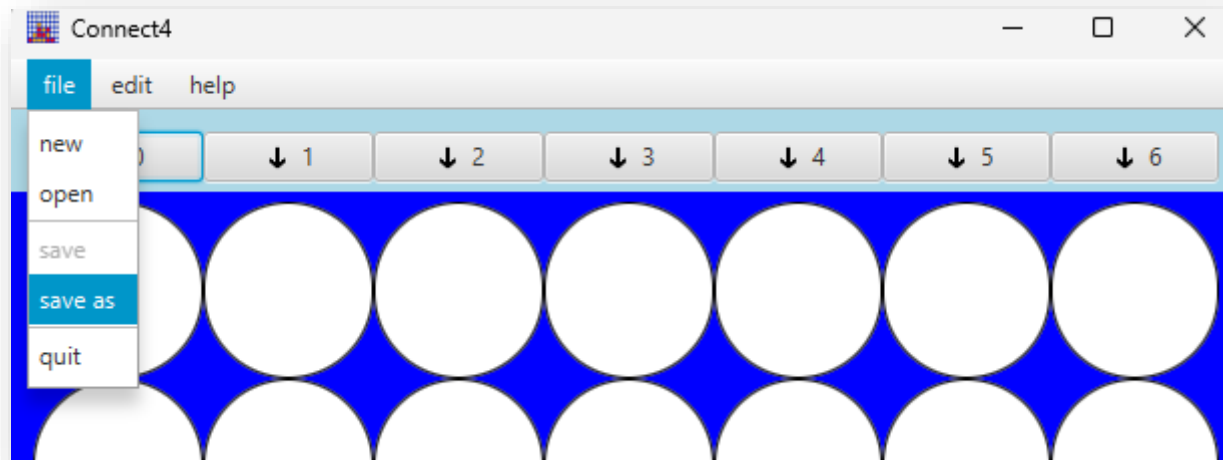 Connect4
file edit help
↓ 1 ↓ 2 ↓ 3 ↓ 4 ↓ 5 ↓ 6
new
open
save
save as
quit